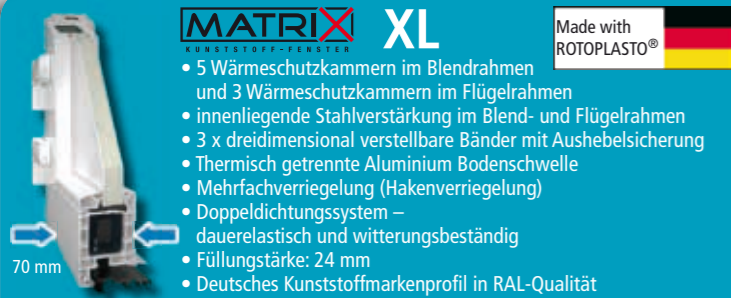 MATRIX XL
KUNSTSTOFF-FENSTER
Made with
ROTOPLASTO®
• 5 Wärmeschutzkammern im Blendrahmen
und 3 Wärmeschutzkammern im Flügelrahmen
• innenliegende Stahlverstärkung im Blend- und Flügelrahmen
• 3 x dreidimensional verstellbare Bänder mit Aushebelsicherung
• Thermisch getrennte Aluminium Bodenschwelle
• Mehrfachverriegelung (Hakenverriegelung)
• Doppeldichtungssystem –
dauerelastisch und witterungsbeständig
• Füllungstärke: 24 mm
• Deutsches Kunststoffmarkenprofil in RAL-Qualität
70 mm